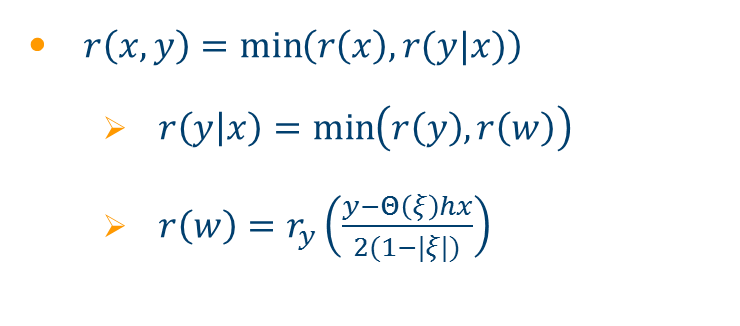 • r(x, y) = min(r(x), r(y|x))
➢ r(y|x) = min(r(y), r(w))
➢ r(w) = r_y((y−Θ(ξ)hx)/(2(1−|ξ|)))